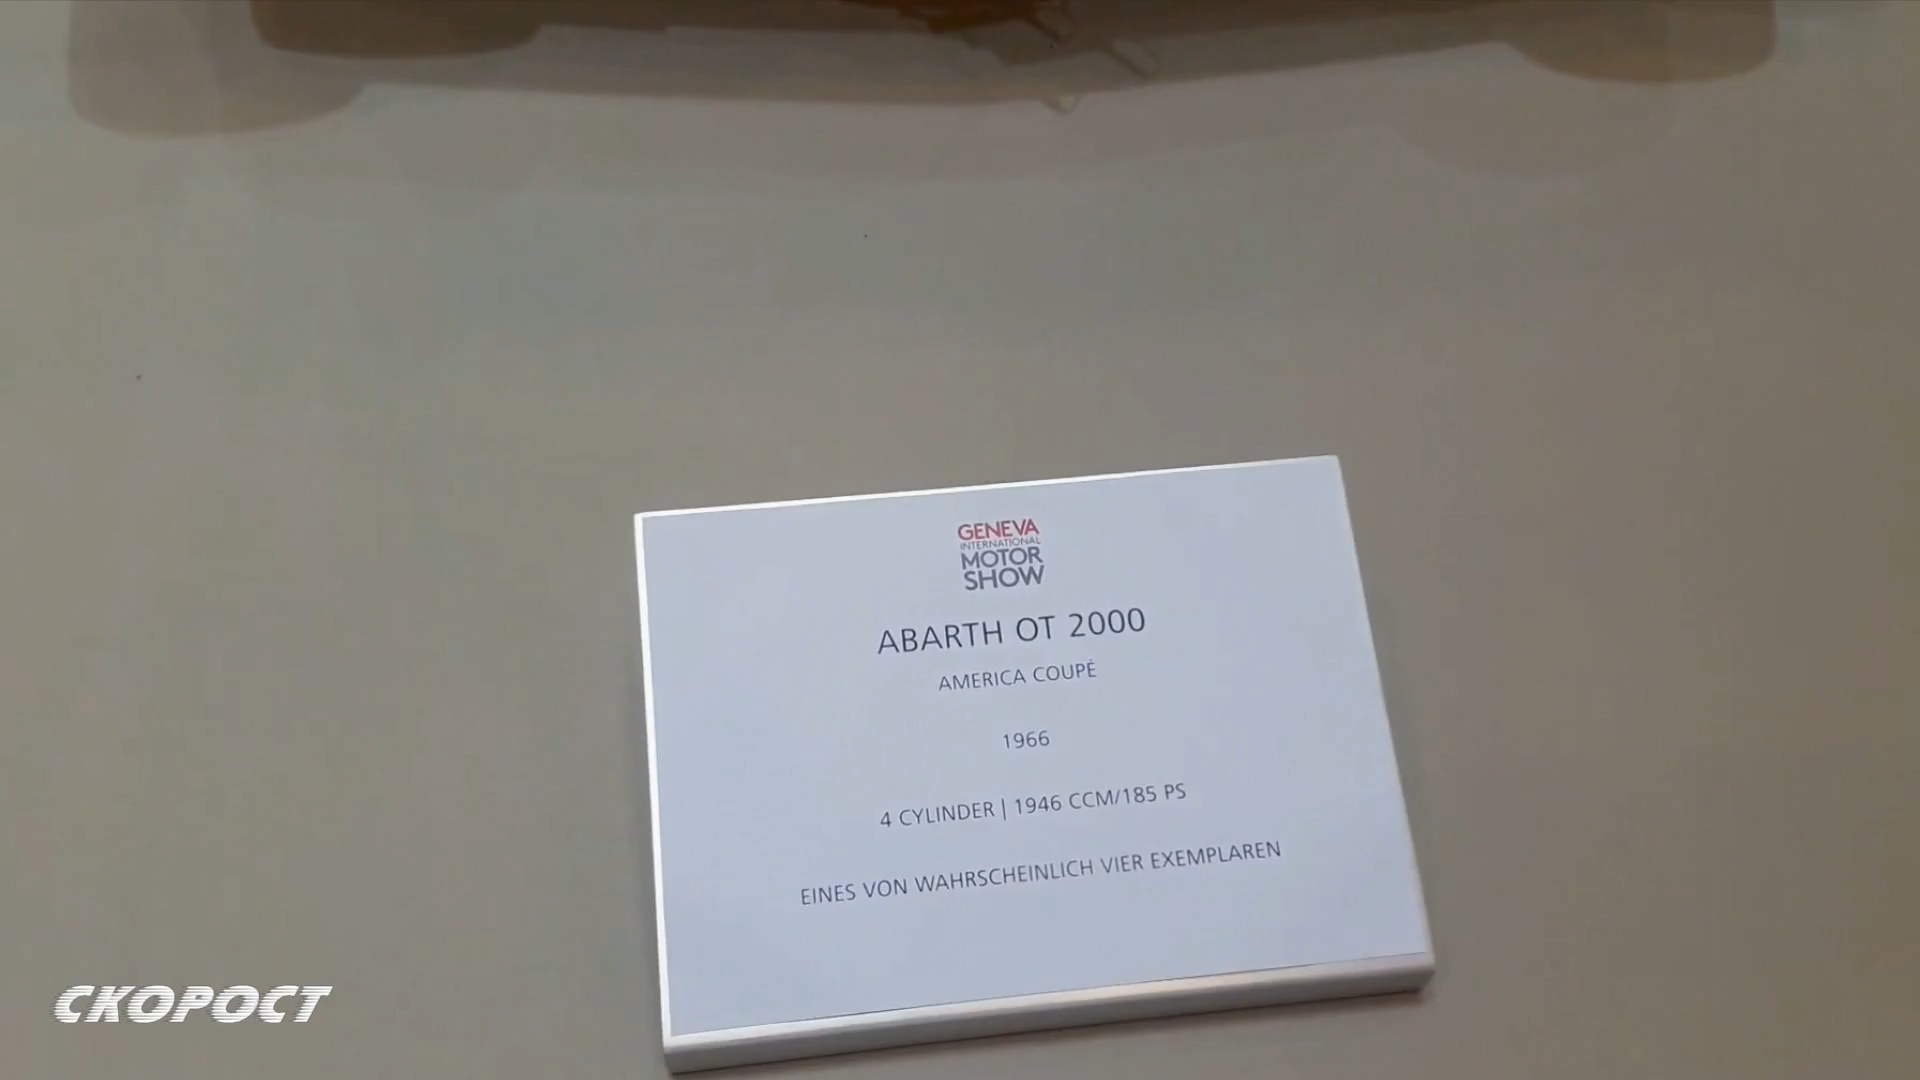 GENEVA
INTERNATIONAL
MOTOR
SHOW
ABARTH OT 2000
AMERICA COUPÉ
1966
4 CYLINDER | 1946 CCM/185 PS
EINES VON WAHRSCHEINLICH VIER EXEMPLAREN
СКОРОСТ